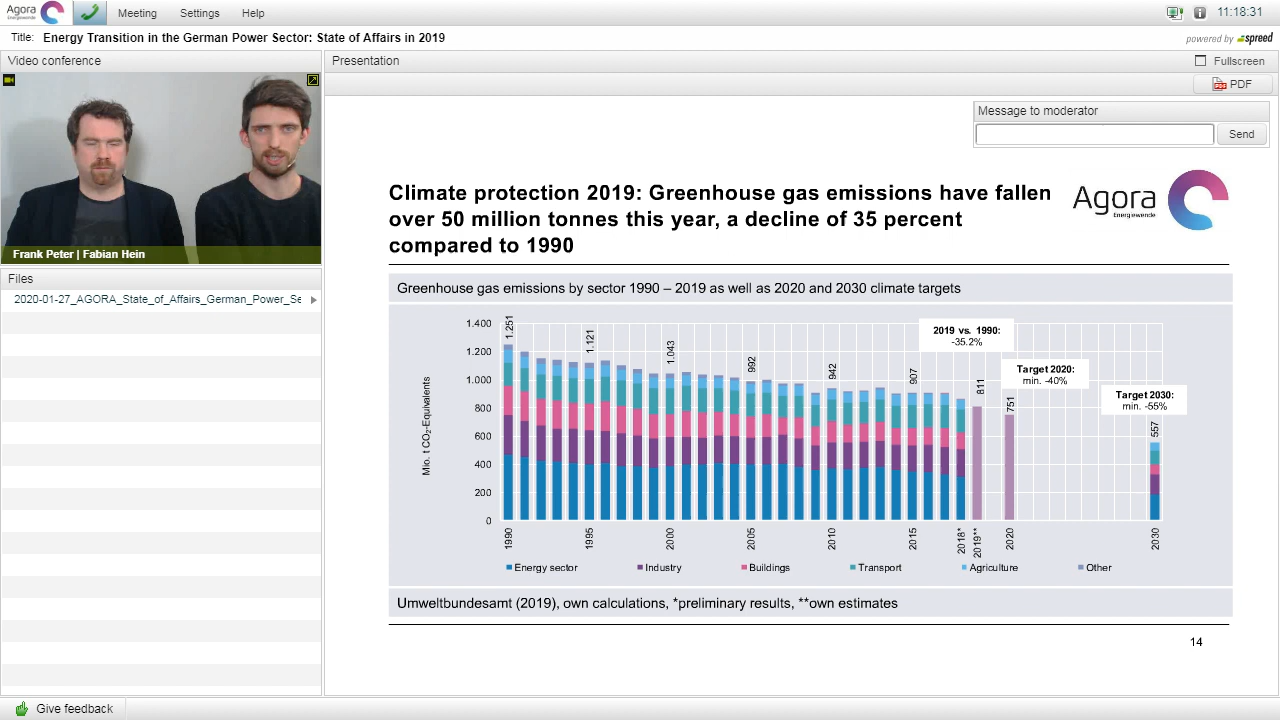 Agora
Energiewende
Meeting Settings Help
11:18:31
Title: Energy Transition in the German Power Sector: State of Affairs in 2019
powered by spreed
Video conference
Presentation
Fullscreen
PDF
Message to moderator
Send
Frank Peter | Fabian Hein
Files
2020-01-27_AGORA_State_of_Affairs_German_Power_Se
Climate protection 2019: Greenhouse gas emissions have fallen
over 50 million tonnes this year, a decline of 35 percent
compared to 1990
Agora
Energiewende
Greenhouse gas emissions by sector 1990 – 2019 as well as 2020 and 2030 climate targets
Mio. t CO₂-Equivalents
1.400
1.200
1.000
800
600
400
200
0
1.251
1.121
1.043
992
942
907
811
751
557
2019 vs. 1990:
-35.2%
Target 2020:
min. -40%
Target 2030:
min. -55%
1990
1995
2000
2005
2010
2015
2018*
2019**
2020
2030
Energy sector Industry Buildings Transport Agriculture Other
Umweltbundesamt (2019), own calculations, *preliminary results, **own estimates
14
Give feedback